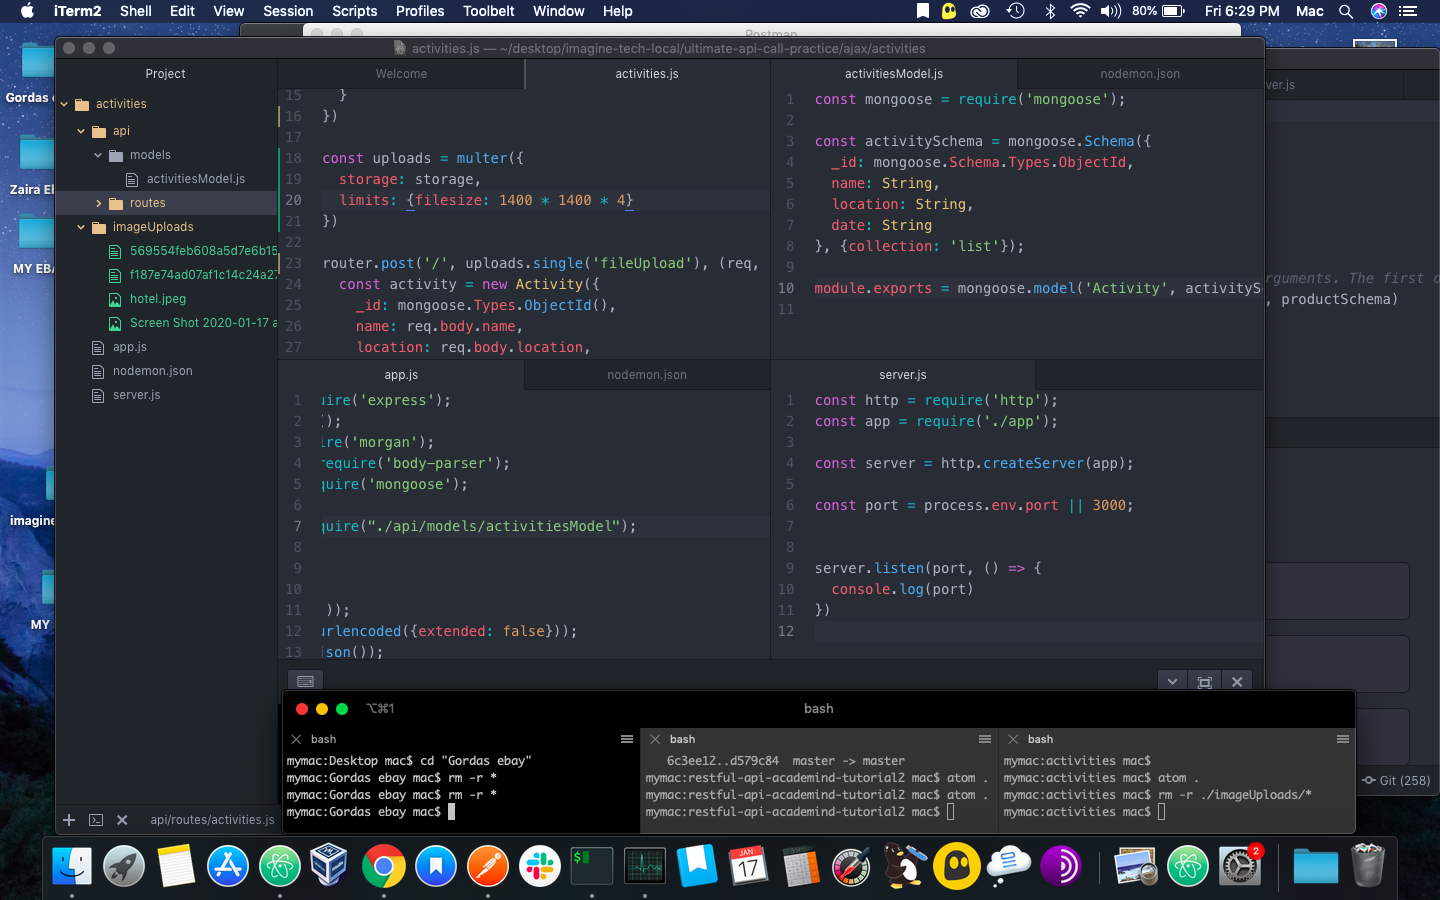 iTerm2 Shell Edit View Session Scripts Profiles Toolbelt Window Help
80% Fri 6:29 PM Mac
Postman
activities.js — ~/desktop/imagine-tech-local/ultimate-api-call-practice/ajax/activities
Gordas
Zaira
MY
imagine
MY
Project
activities
api
models
activitiesModel.js
routes
imageUploads
569554feb608a5d7e6b15
f187e74ad07af1c14c24a27
hotel.jpeg
Screen Shot 2020-01-17 a
app.js
nodemon.json
server.js
Welcome
activities.js
15 }
16 })
17
18 const uploads = multer({
19 storage: storage,
20 limits: {filesize: 1400 * 1400 * 4}
21 })
22
23 router.post('/', uploads.single('fileUpload'), (req,
24 const activity = new Activity({
25 _id: mongoose.Types.ObjectId(),
26 name: req.body.name,
27 location: req.body.location,
activitiesModel.js
nodemon.json
1 const mongoose = require('mongoose');
2
3 const activitySchema = mongoose.Schema({
4 _id: mongoose.Schema.Types.ObjectId,
5 name: String,
6 location: String,
7 date: String
8 }, {collection: 'list'});
9
10 module.exports = mongoose.model('Activity', activityS
11
app.js
nodemon.json
1 uire('express');
2 ();
3 ire('morgan');
4 require('body-parser');
5 quire('mongoose');
6
7 quire("./api/models/activitiesModel");
8
9
10
11 ));
12 urlencoded({extended: false}));
13 json());
server.js
1 const http = require('http');
2 const app = require('./app');
3
4 const server = http.createServer(app);
5
6 const port = process.env.port || 3000;
7
8
9 server.listen(port, () => {
10 console.log(port)
11 })
12
ver.js
rguments. The first o
, productSchema)
Git (258)
api/routes/activities.js
⌥⌘1
bash
bash
mymac:Desktop mac$ cd "Gordas ebay"
mymac:Gordas ebay mac$ rm -r *
mymac:Gordas ebay mac$ rm -r *
mymac:Gordas ebay mac$
bash
6c3ee12..d579c84 master -> master
mymac:restful-api-academind-tutorial2 mac$ atom .
mymac:restful-api-academind-tutorial2 mac$ atom .
mymac:restful-api-academind-tutorial2 mac$
bash
mymac:activities mac$
mymac:activities mac$ atom .
mymac:activities mac$ rm -r ./imageUploads/*
mymac:activities mac$
$
JAN
17
2